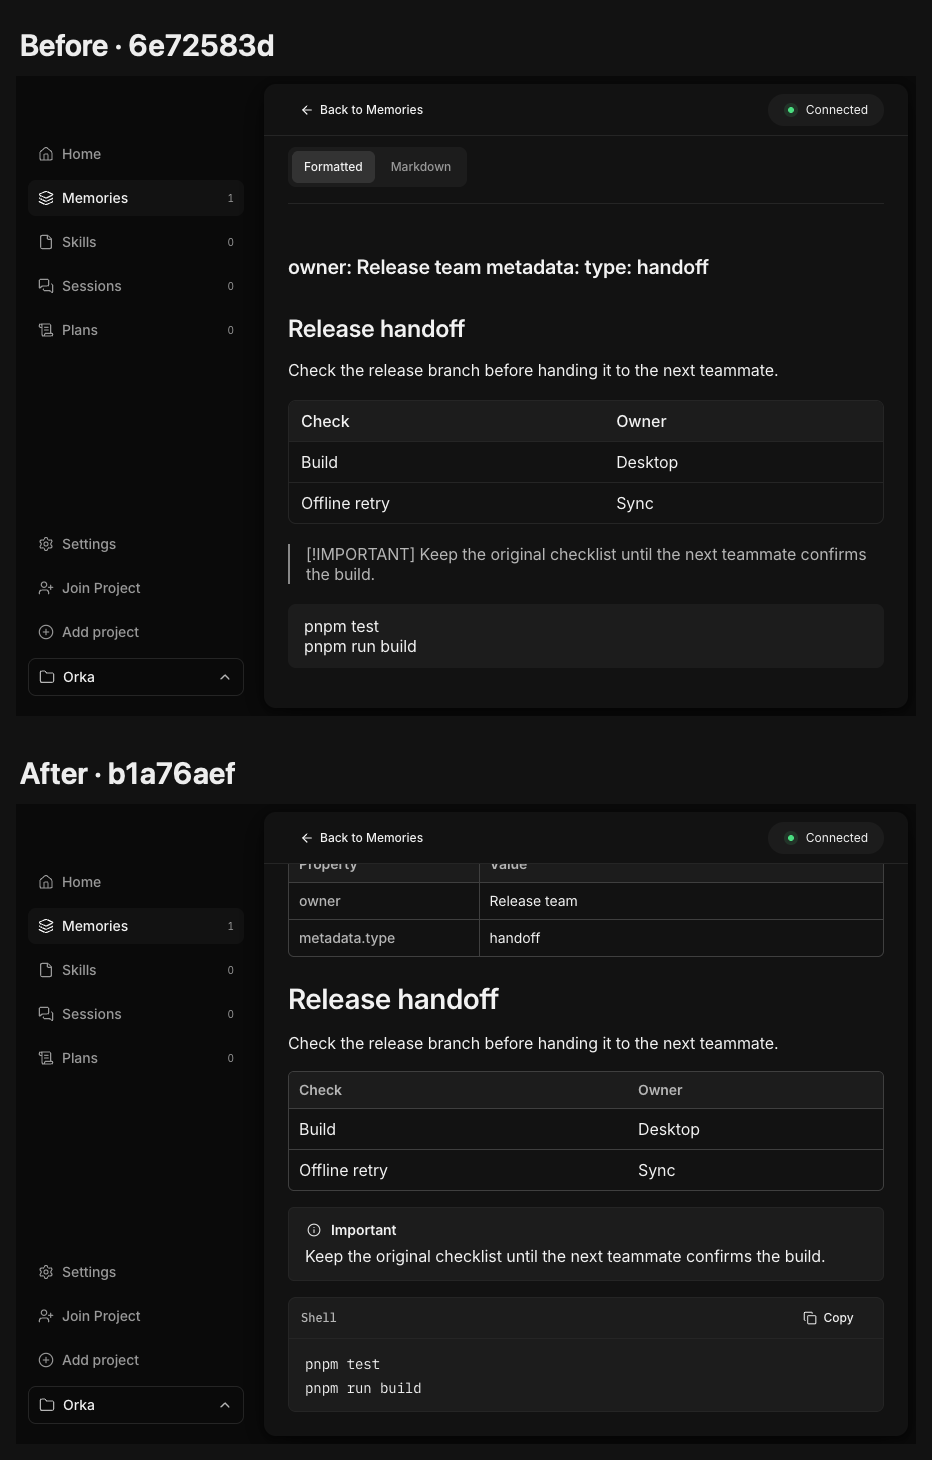 Before · 6e72583d
Back to Memories
Connected
Home
Memories 1
Skills 0
Sessions 0
Plans 0
Settings
Join Project
Add project
Orka
Formatted Markdown
owner: Release team metadata: type: handoff
Release handoff
Check the release branch before handing it to the next teammate.
Check Owner
Build Desktop
Offline retry Sync
[!IMPORTANT] Keep the original checklist until the next teammate confirms
the build.
pnpm test
pnpm run build
After · b1a76aef
Back to Memories
Connected
Home
Memories 1
Skills 0
Sessions 0
Plans 0
Settings
Join Project
Add project
Orka
Property Value
owner Release team
metadata.type handoff
Release handoff
Check the release branch before handing it to the next teammate.
Check Owner
Build Desktop
Offline retry Sync
Important
Keep the original checklist until the next teammate confirms the build.
Shell
Copy
pnpm test
pnpm run build